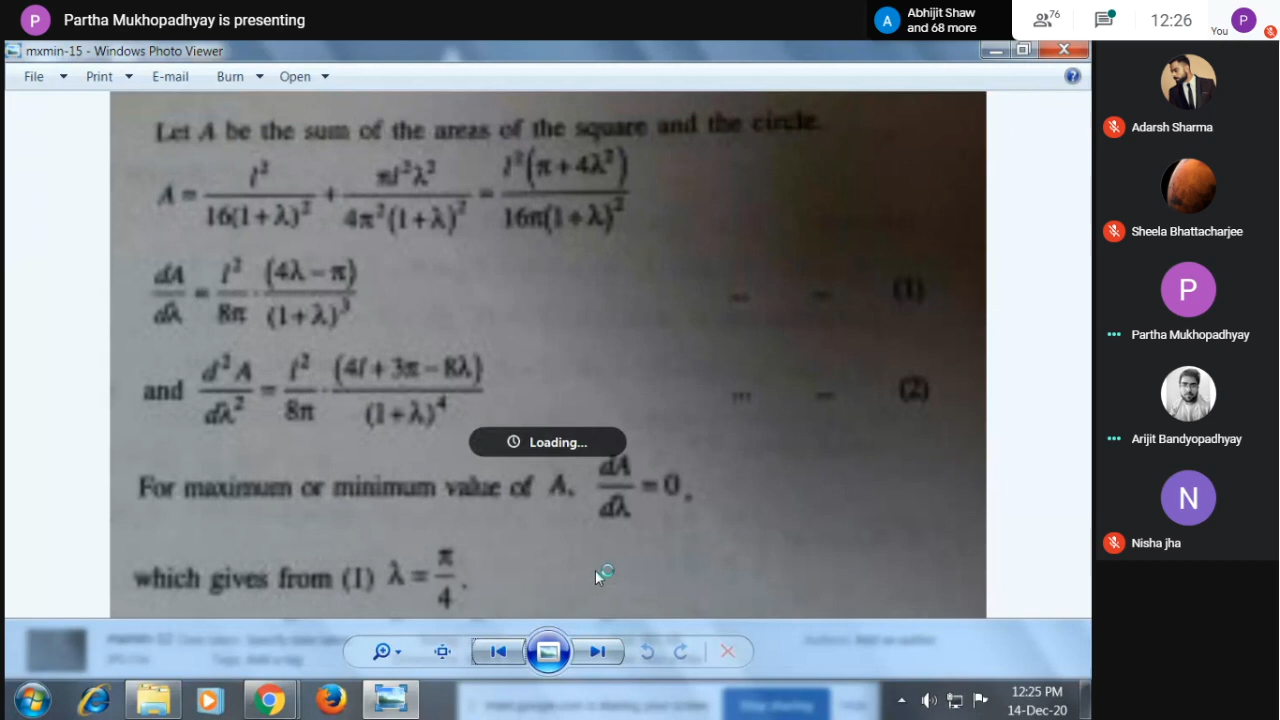 P Partha Mukhopadhyay is presenting
A Abhijit Shaw and 68 more
76
12:26
You
P
mxmin-15 - Windows Photo Viewer
File Print E-mail Burn Open
Let A be the sum of the areas of the square and the circle.
A = l²/16(1+λ)² + πl²λ²/4π²(1+λ)² = l²(π+4λ²)/16π(1+λ)²
dA/dλ = l²/8π · (4λ−π)/(1+λ)³ ... ... (1)
and d²A/dλ² = l²/8π · (4l+3π−8λ)/(1+λ)⁴ ... ... (2)
Loading...
For maximum or minimum value of A, dA/dλ = 0,
which gives from (1) λ = π/4.
Adarsh Sharma
Sheela Bhattacharjee
P
Partha Mukhopadhyay
Arijit Bandyopadhyay
N
Nisha jha
12:25 PM
14-Dec-20